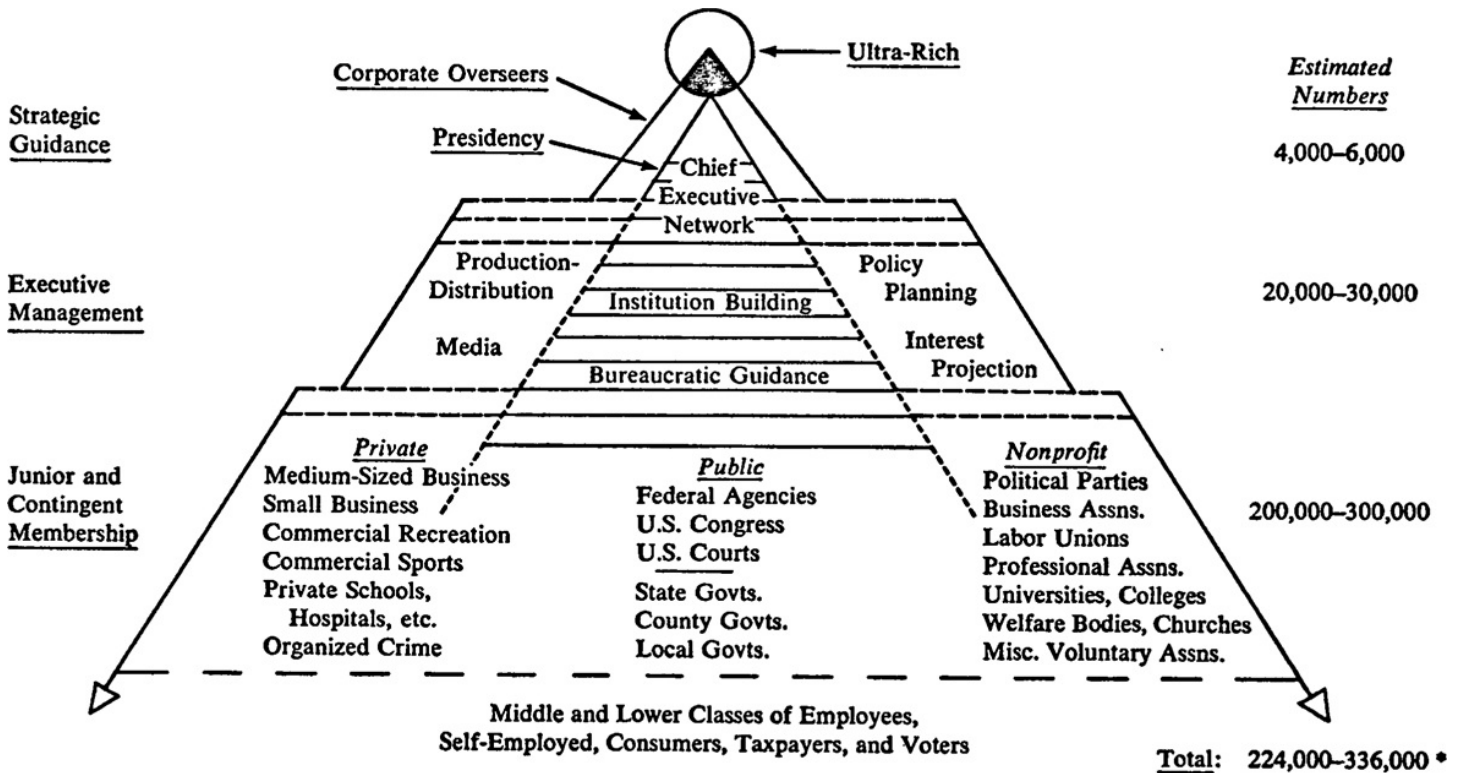 Ultra-Rich
Corporate Overseers
Estimated
Numbers
Strategic
Guidance
Presidency
4,000–6,000
Chief
Executive
Network
Production-
Distribution
Policy
Planning
Executive
Management
Institution Building
20,000–30,000
Media
Interest
Projection
Bureaucratic Guidance
Junior and
Contingent
Membership
Private
Medium-Sized Business
Small Business
Commercial Recreation
Commercial Sports
Private Schools,
Hospitals, etc.
Organized Crime
Public
Federal Agencies
U.S. Congress
U.S. Courts
State Govts.
County Govts.
Local Govts.
Nonprofit
Political Parties
Business Assns.
Labor Unions
Professional Assns.
Universities, Colleges
Welfare Bodies, Churches
Misc. Voluntary Assns.
200,000–300,000
Middle and Lower Classes of Employees,
Self-Employed, Consumers, Taxpayers, and Voters
Total: 224,000–336,000 *